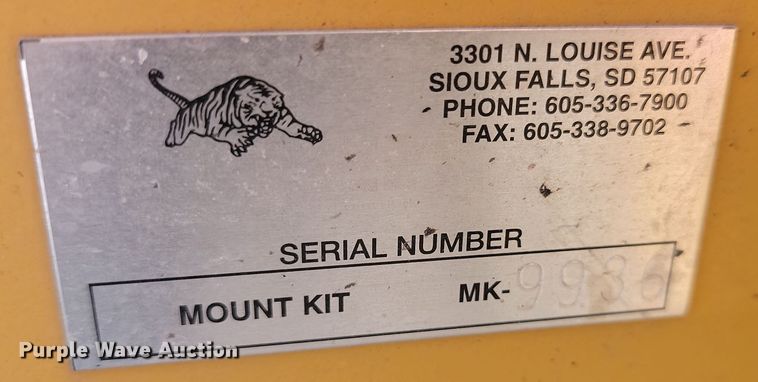 3301 N. LOUISE AVE.
SIOUX FALLS, SD 57107
PHONE: 605-336-7900
FAX: 605-338-9702
SERIAL NUMBER
MOUNT KIT MK-9936
Purple Wave Auction